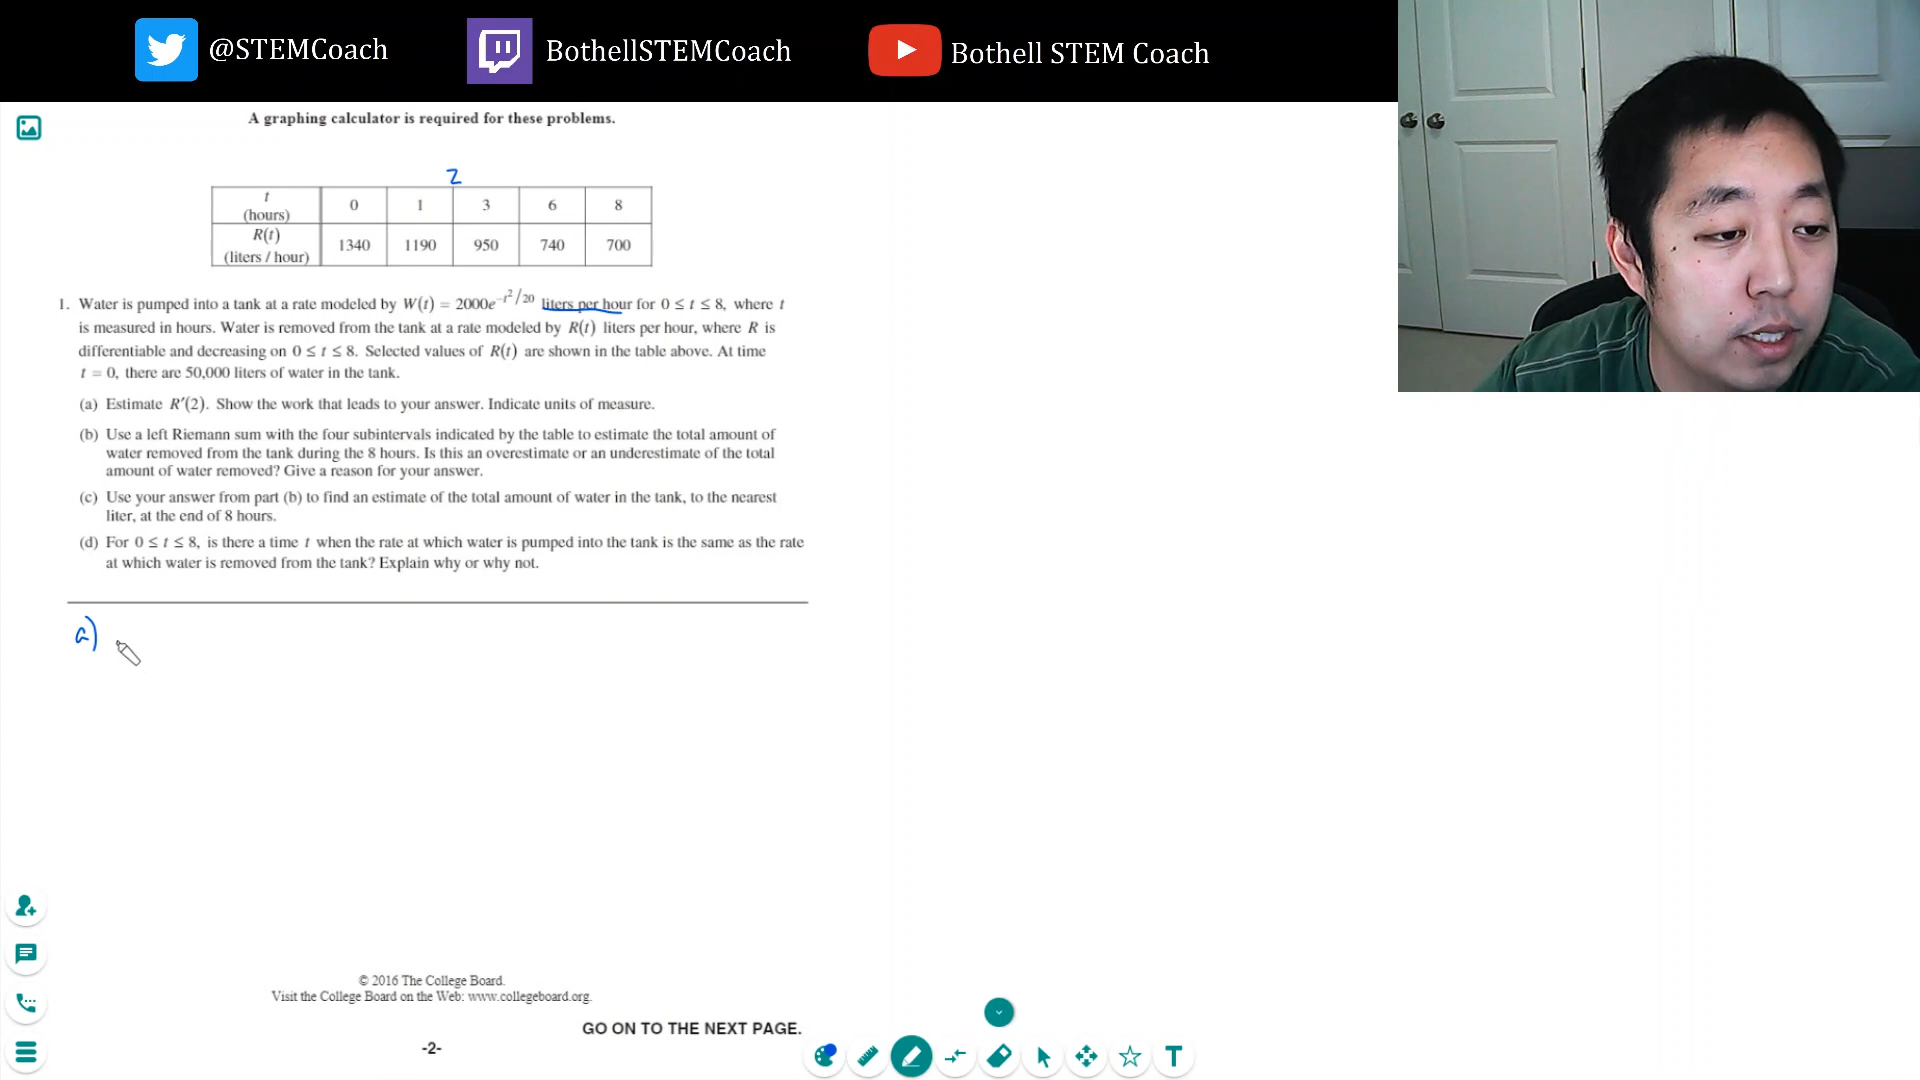 @STEMCoach
BothellSTEMCoach
Bothell STEM Coach
A graphing calculator is required for these problems.
2
t (hours) 0 1 3 6 8
R(t) (liters / hour) 1340 1190 950 740 700
1. Water is pumped into a tank at a rate modeled by W(t) = 2000e^{-t²/20} liters per hour for 0 ≤ t ≤ 8, where t
is measured in hours. Water is removed from the tank at a rate modeled by R(t) liters per hour, where R is
differentiable and decreasing on 0 ≤ t ≤ 8. Selected values of R(t) are shown in the table above. At time
t = 0, there are 50,000 liters of water in the tank.
(a) Estimate R′(2). Show the work that leads to your answer. Indicate units of measure.
(b) Use a left Riemann sum with the four subintervals indicated by the table to estimate the total amount of
water removed from the tank during the 8 hours. Is this an overestimate or an underestimate of the total
amount of water removed? Give a reason for your answer.
(c) Use your answer from part (b) to find an estimate of the total amount of water in the tank, to the nearest
liter, at the end of 8 hours.
(d) For 0 ≤ t ≤ 8, is there a time t when the rate at which water is pumped into the tank is the same as the rate
at which water is removed from the tank? Explain why or why not.
a)
© 2016 The College Board.
Visit the College Board on the Web: www.collegeboard.org.
GO ON TO THE NEXT PAGE.
-2-
T